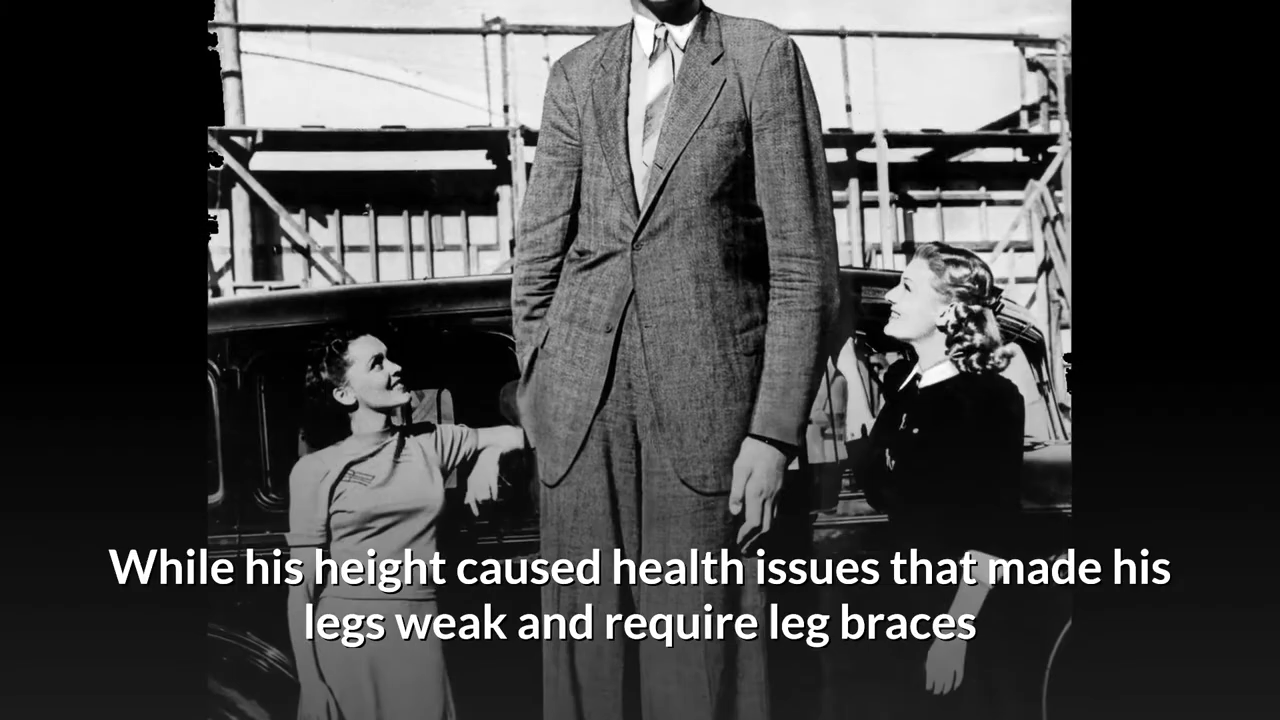 While his height caused health issues that made his
legs weak and require leg braces